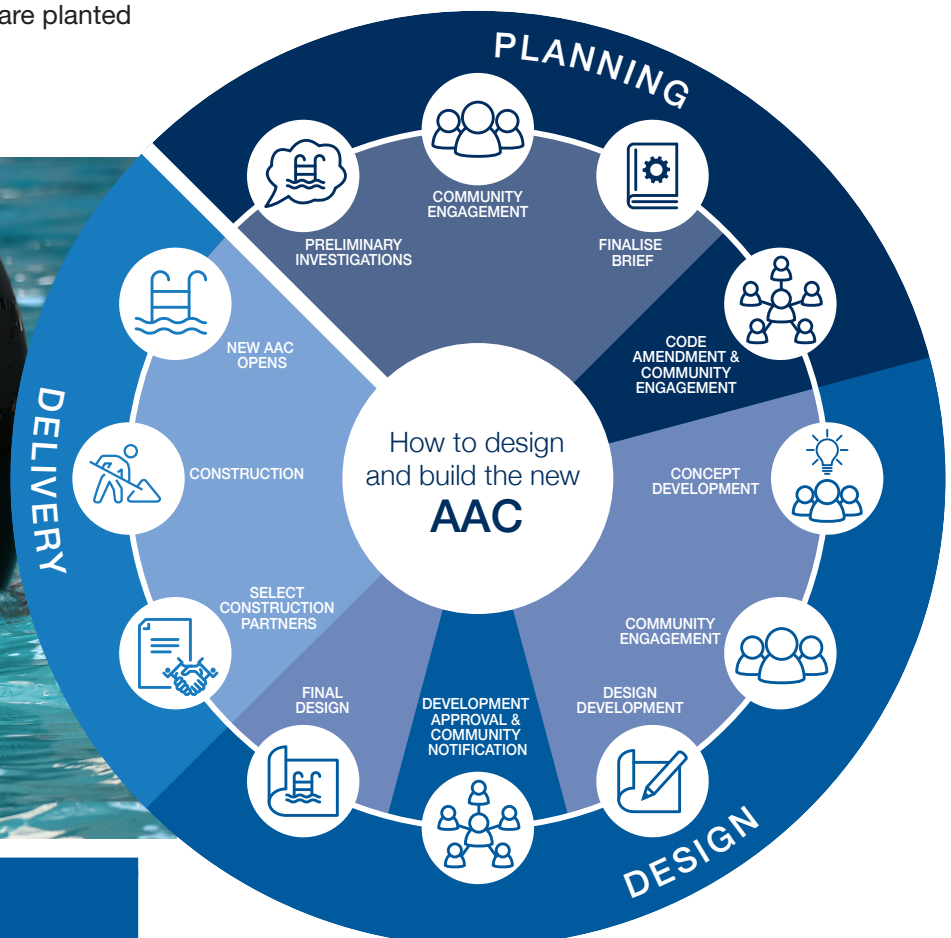 are planted
PLANNING
PRELIMINARY
INVESTIGATIONS
COMMUNITY
ENGAGEMENT
FINALISE
BRIEF
CODE
AMENDMENT &
COMMUNITY
ENGAGEMENT
CONCEPT
DEVELOPMENT
COMMUNITY
ENGAGEMENT
DESIGN
DEVELOPMENT
DESIGN
DEVELOPMENT
APPROVAL &
COMMUNITY
NOTIFICATION
FINAL
DESIGN
SELECT
CONSTRUCTION
PARTNERS
CONSTRUCTION
NEW AAC
OPENS
DELIVERY
How to design
and build the new
AAC